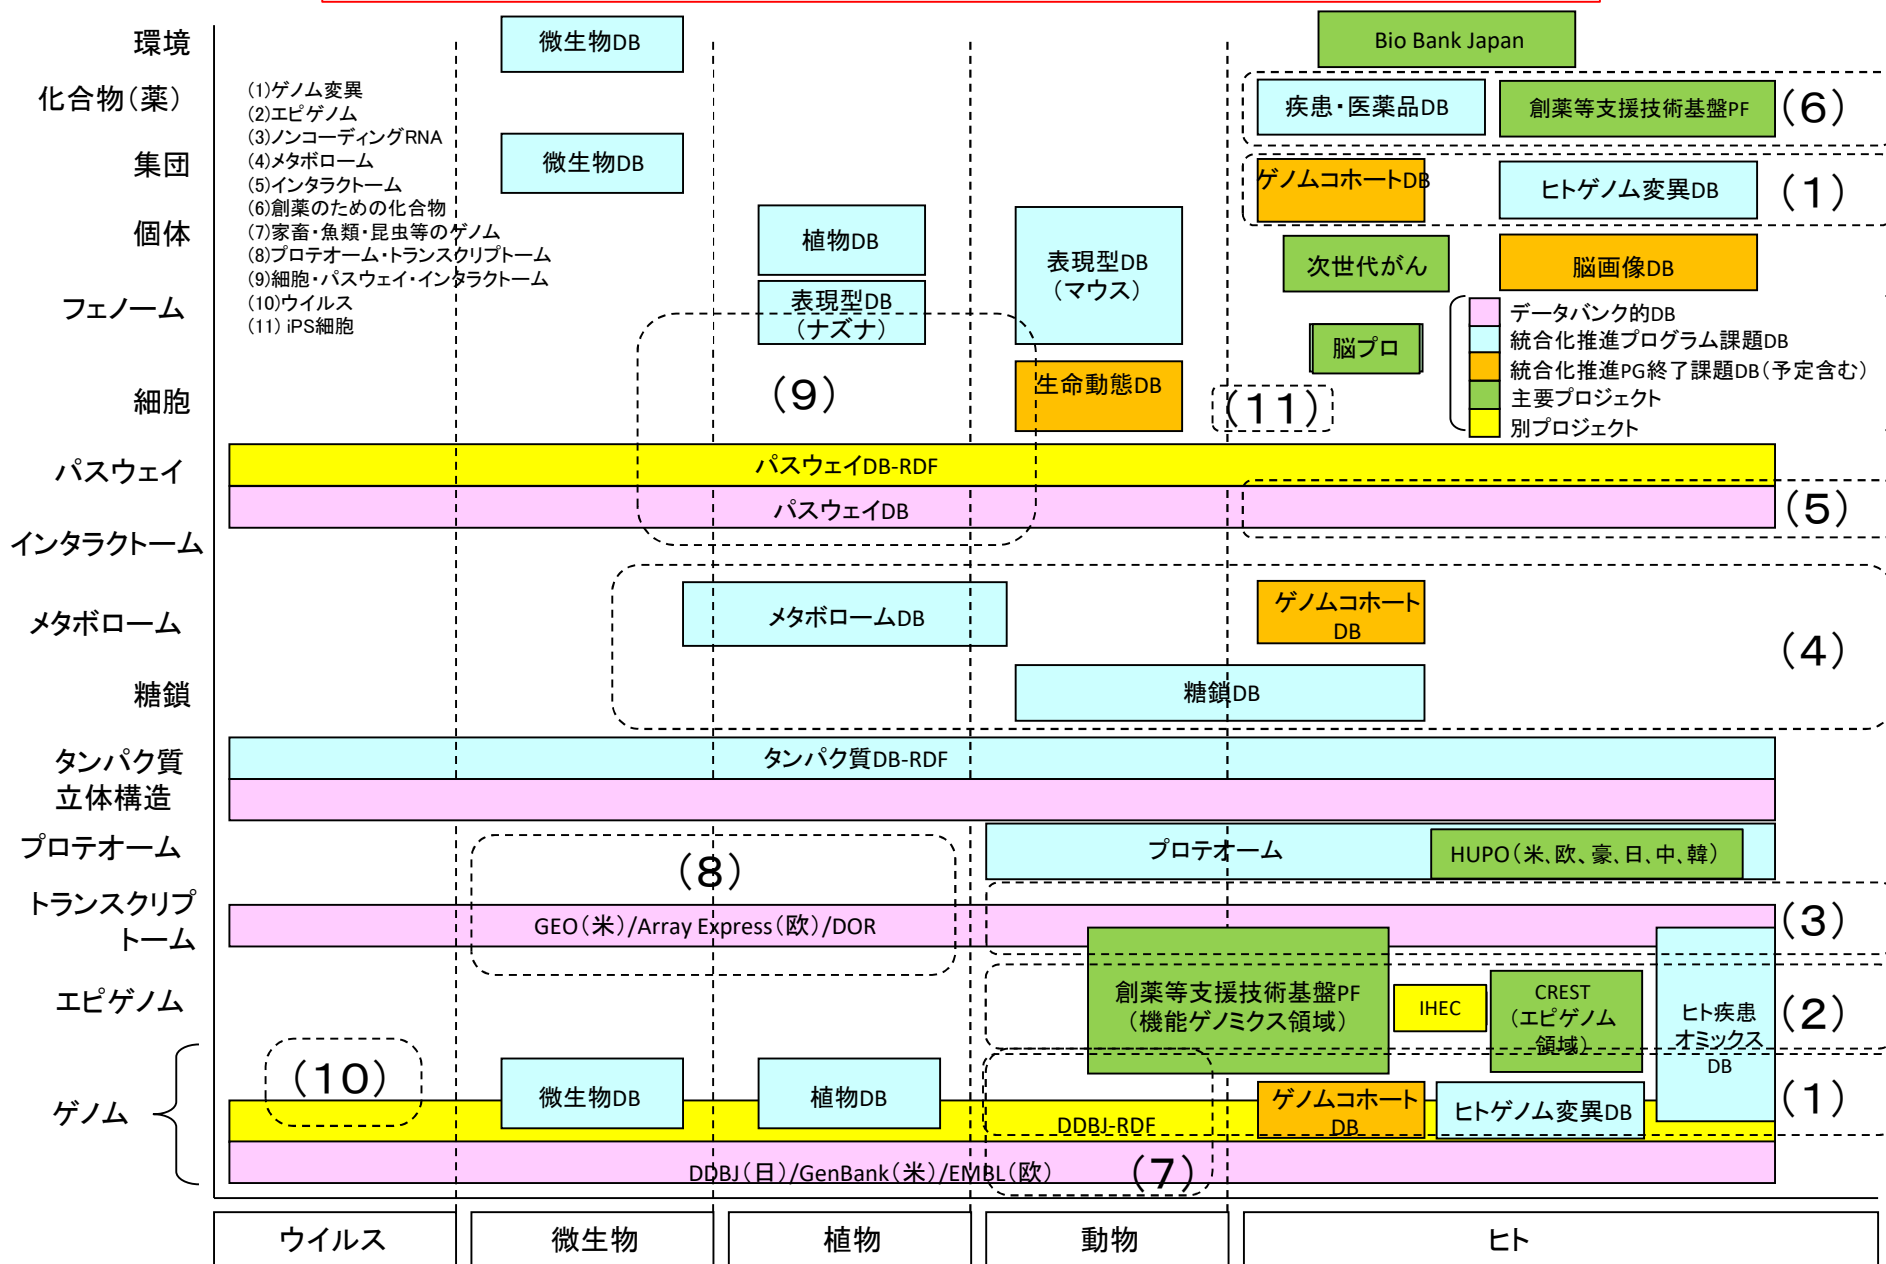 環境
微生物DB
Bio Bank Japan
化合物（薬）
(1)ゲノム変異
(2)エピゲノム
(3)ノンコーディングRNA
(4)メタボローム
(5)インタラクトーム
(6)創薬のための化合物
(7)家畜・魚類・昆虫等のゲノム
(8)プロテオーム・トランスクリプトーム
(9)細胞・パスウェイ・インタラクトーム
(10)ウイルス
(11) iPS細胞
疾患・医薬品DB
創薬等支援技術基盤PF
（6）
集団
微生物DB
ゲノムコホートDB
ヒトゲノム変異DB
（1）
個体
植物DB
表現型DB
（マウス）
次世代がん
脳画像DB
フェノーム
表現型DB
（ナズナ）
脳プロ
データバンク的DB
統合化推進プログラム課題DB
統合化推進PG終了課題DB（予定含む）
主要プロジェクト
別プロジェクト
細胞
（9）
生命動態DB
（11）
パスウェイ
パスウェイDB-RDF
パスウェイDB
（5）
インタラクトーム
メタボローム
メタボロームDB
ゲノムコホート
DB
（4）
糖鎖
糖鎖DB
タンパク質
立体構造
タンパク質DB-RDF
プロテオーム
（8）
プロテオーム
HUPO（米、欧、豪、日、中、韓）
トランスクリプ
トーム
GEO（米）/Array Express（欧）/DOR
（3）
エピゲノム
創薬等支援技術基盤PF
（機能ゲノミクス領域）
IHEC
CREST
（エピゲノム
領域）
ヒト疾患
オミックス
DB
（2）
ゲノム
（10）
微生物DB
植物DB
DDBJ-RDF
ゲノムコホート
DB
ヒトゲノム変異DB
（1）
DDBJ（日）/GenBank（米）/EMBL（欧）
（7）
ウイルス
微生物
植物
動物
ヒト